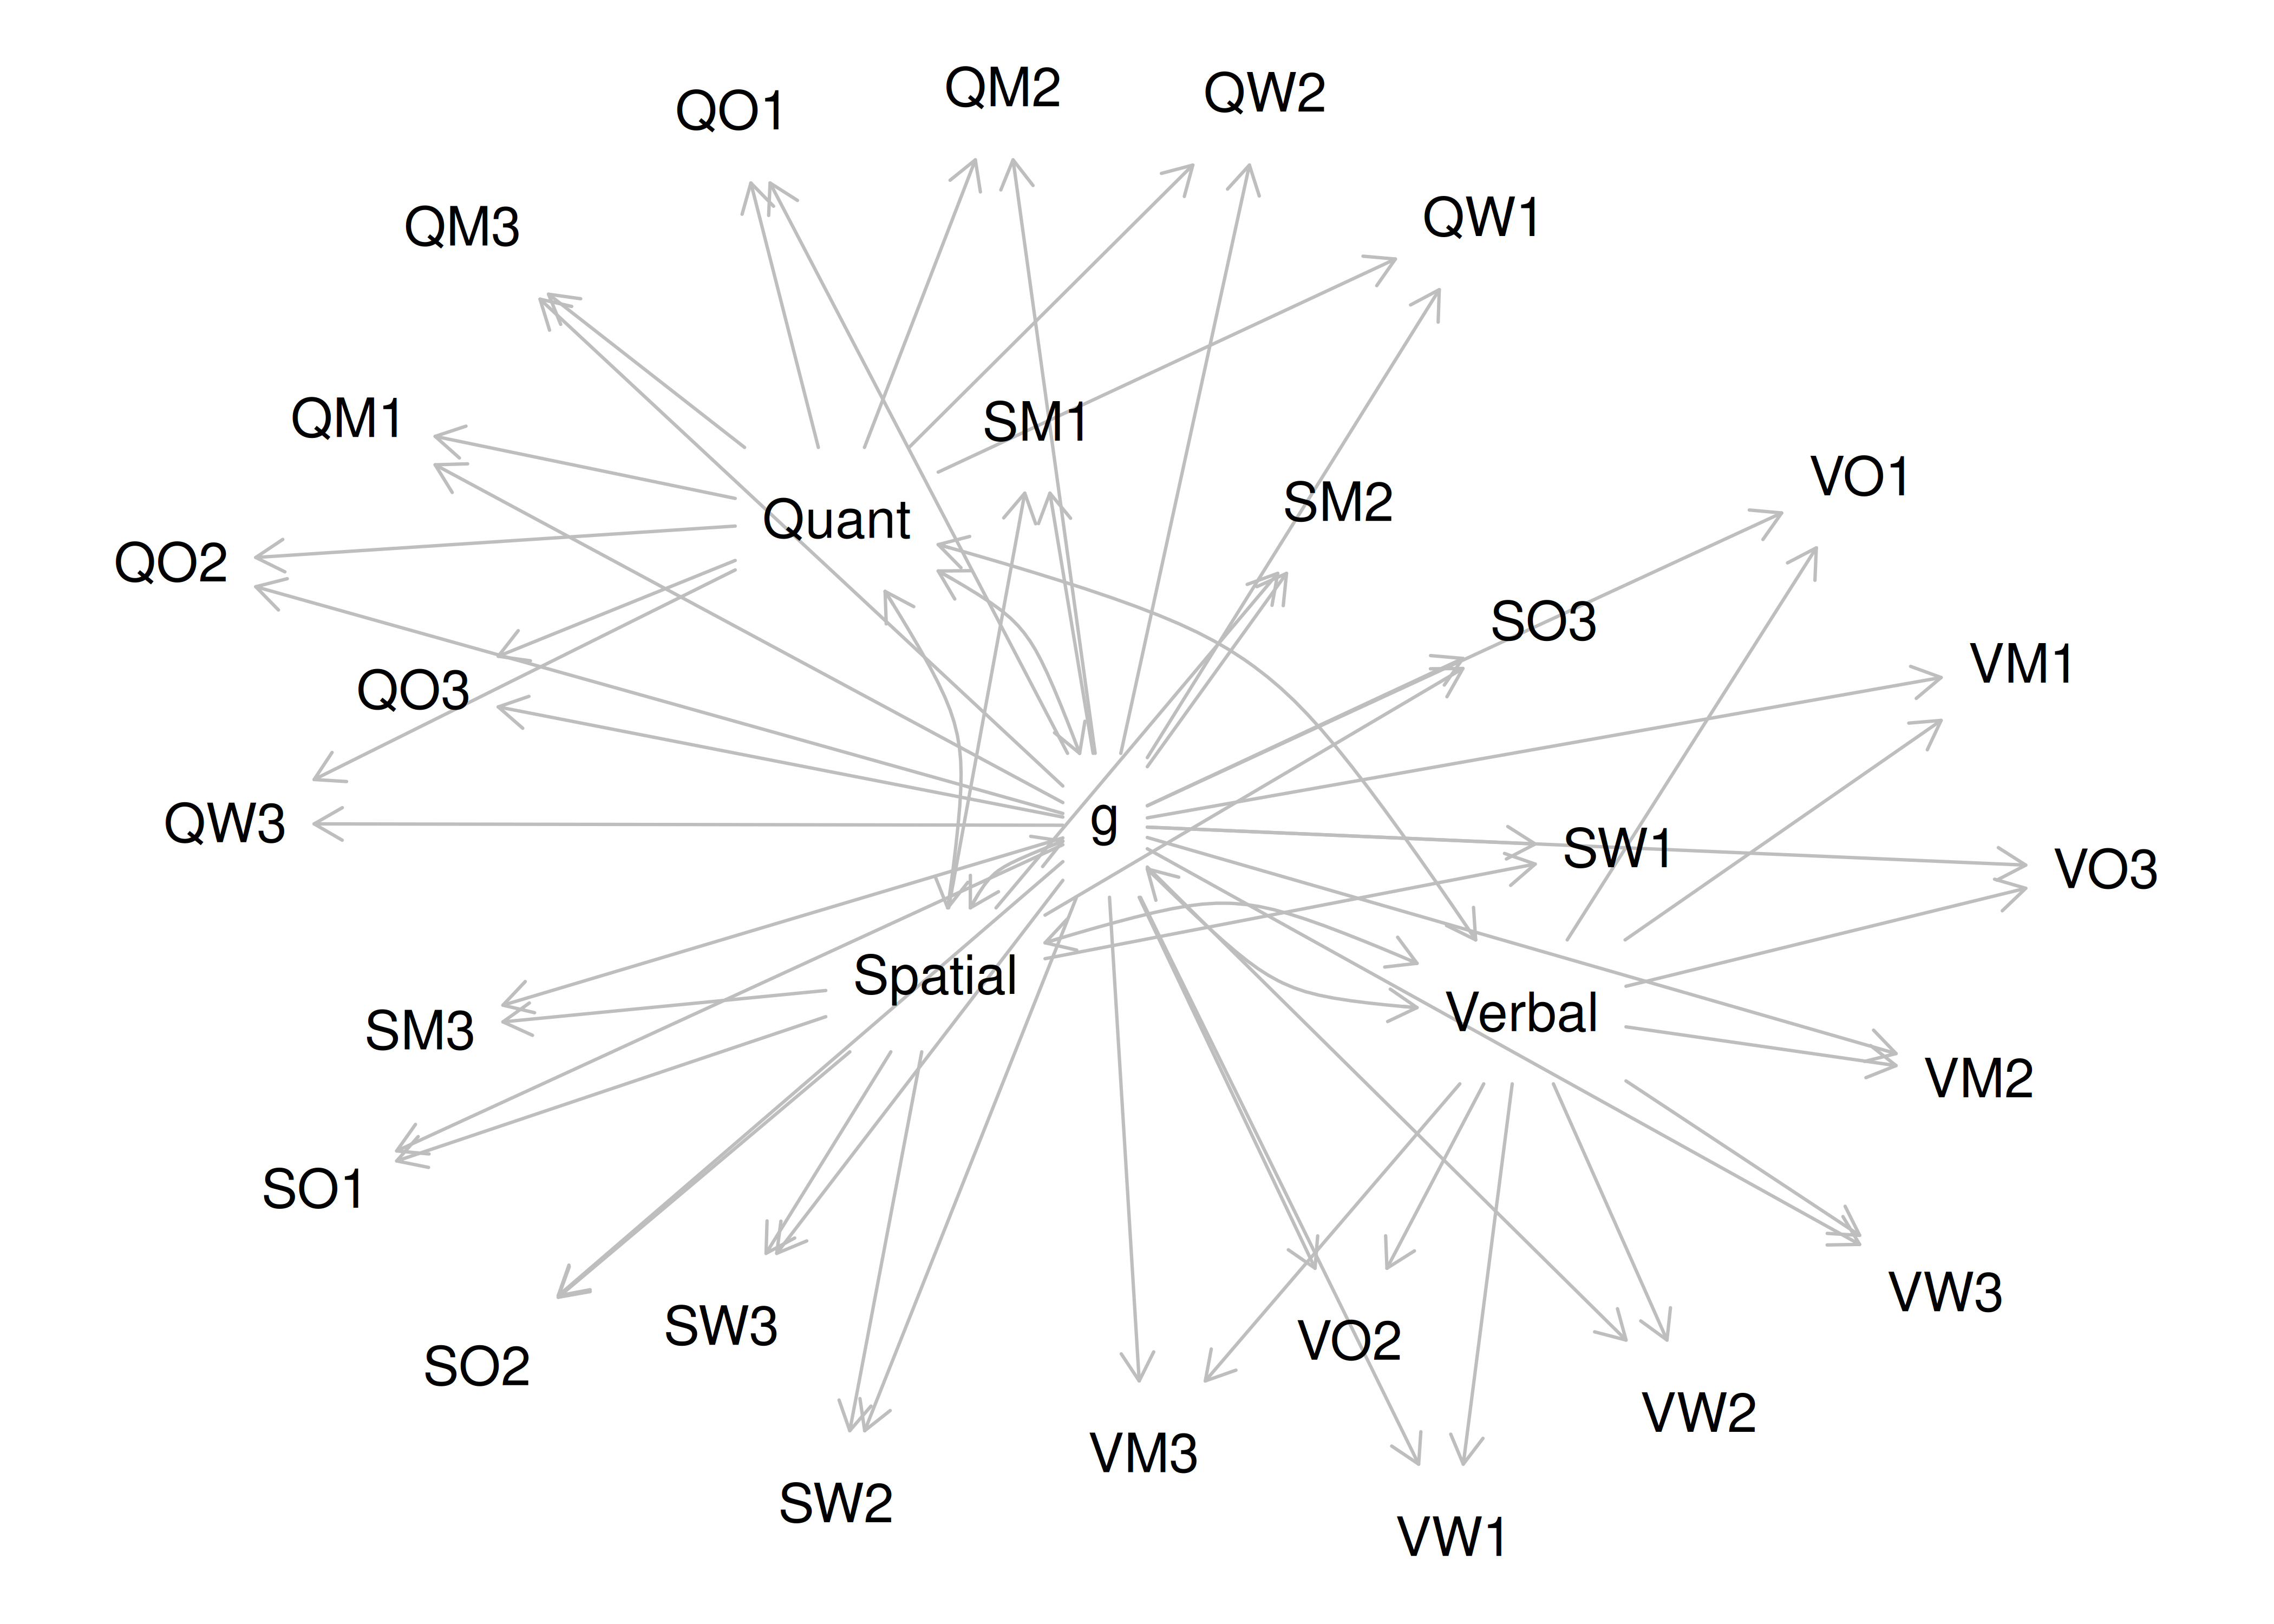 QM2
QW2
QO1
QW1
QM3
QM1
SM1
VO1
SM2
Quant
QO2
SO3
VM1
QO3
g
QW3
SW1
VO3
Spatial
Verbal
SM3
VM2
SO1
VW3
SW3
VO2
SO2
VW2
VM3
SW2
VW1